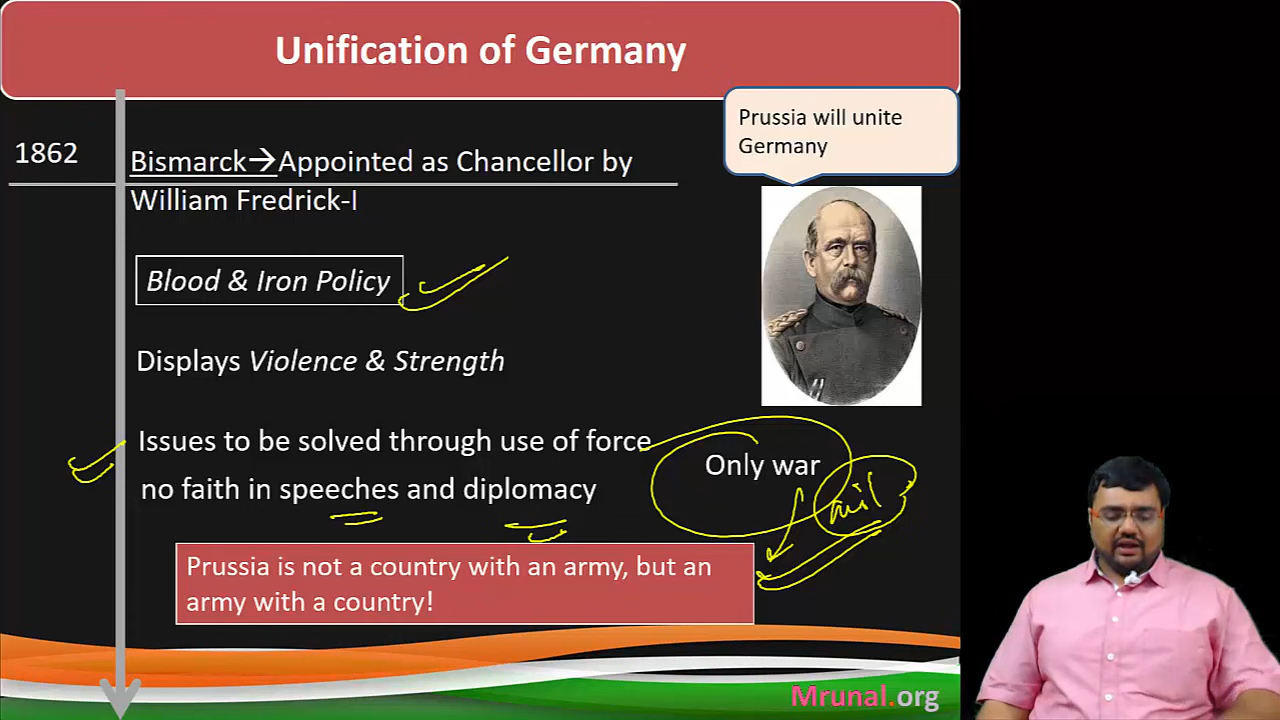 Unification of Germany
Prussia will unite
Germany
1862
Bismarck→Appointed as Chancellor by
William Fredrick-I
Blood & Iron Policy
Displays Violence & Strength
Issues to be solved through use of force
no faith in speeches and diplomacy
Only war
mil
Prussia is not a country with an army, but an
army with a country!
Mrunal.org